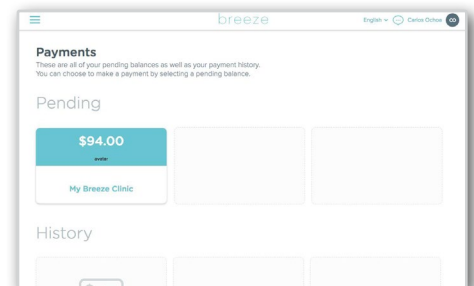 breeze
English
Carlos Ochoa
CO
Payments
These are all of your pending balances as well as your payment history.
You can choose to make a payment by selecting a pending balance.
Pending
$94.00
avatar
My Breeze Clinic
History